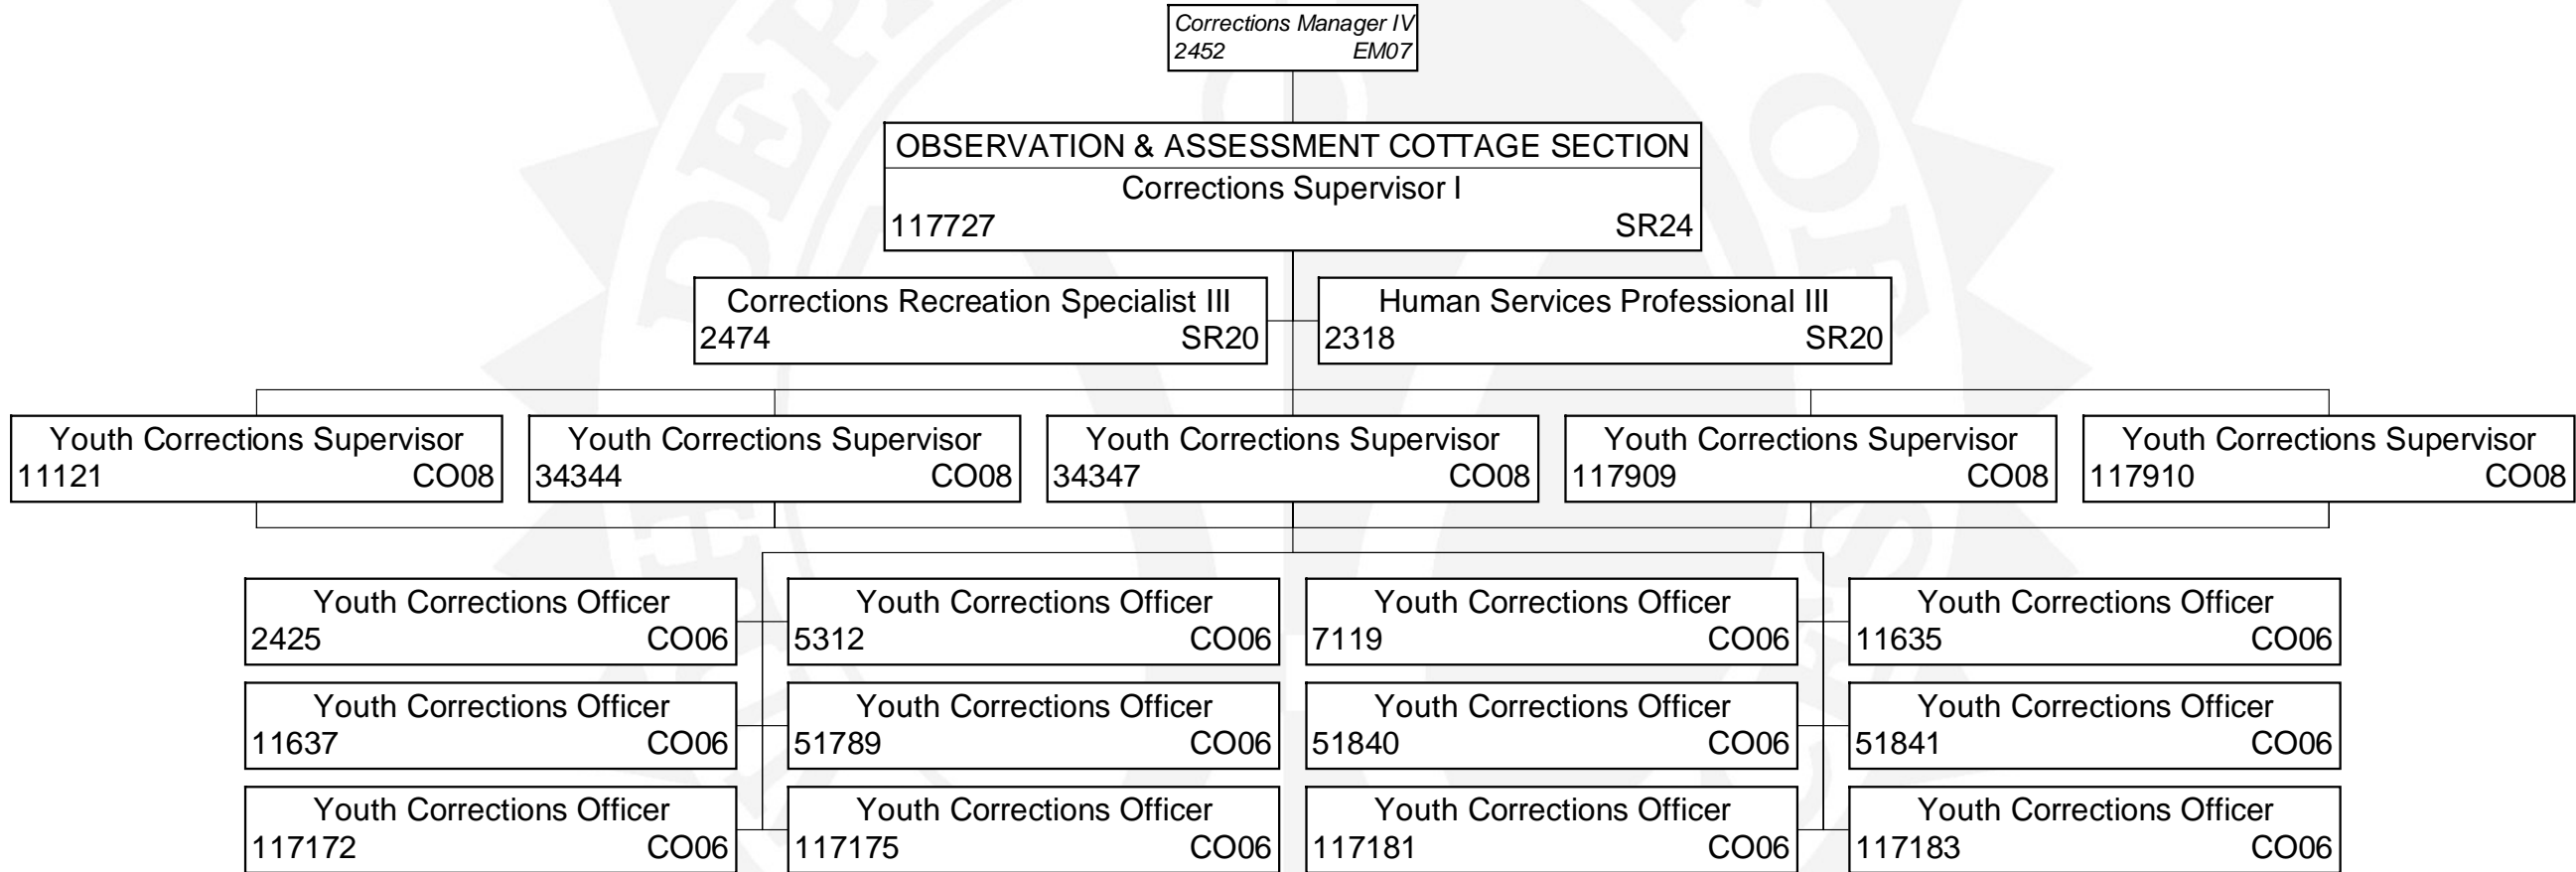 Corrections Manager IV
2452 EM07
OBSERVATION & ASSESSMENT COTTAGE SECTION
Corrections Supervisor I
117727 SR24
Corrections Recreation Specialist III
2474 SR20
Human Services Professional III
2318 SR20
Youth Corrections Supervisor
11121 CO08
Youth Corrections Supervisor
34344 CO08
Youth Corrections Supervisor
34347 CO08
Youth Corrections Supervisor
117909 CO08
Youth Corrections Supervisor
117910 CO08
Youth Corrections Officer
2425 CO06
Youth Corrections Officer
5312 CO06
Youth Corrections Officer
7119 CO06
Youth Corrections Officer
11635 CO06
Youth Corrections Officer
11637 CO06
Youth Corrections Officer
51789 CO06
Youth Corrections Officer
51840 CO06
Youth Corrections Officer
51841 CO06
Youth Corrections Officer
117172 CO06
Youth Corrections Officer
117175 CO06
Youth Corrections Officer
117181 CO06
Youth Corrections Officer
117183 CO06